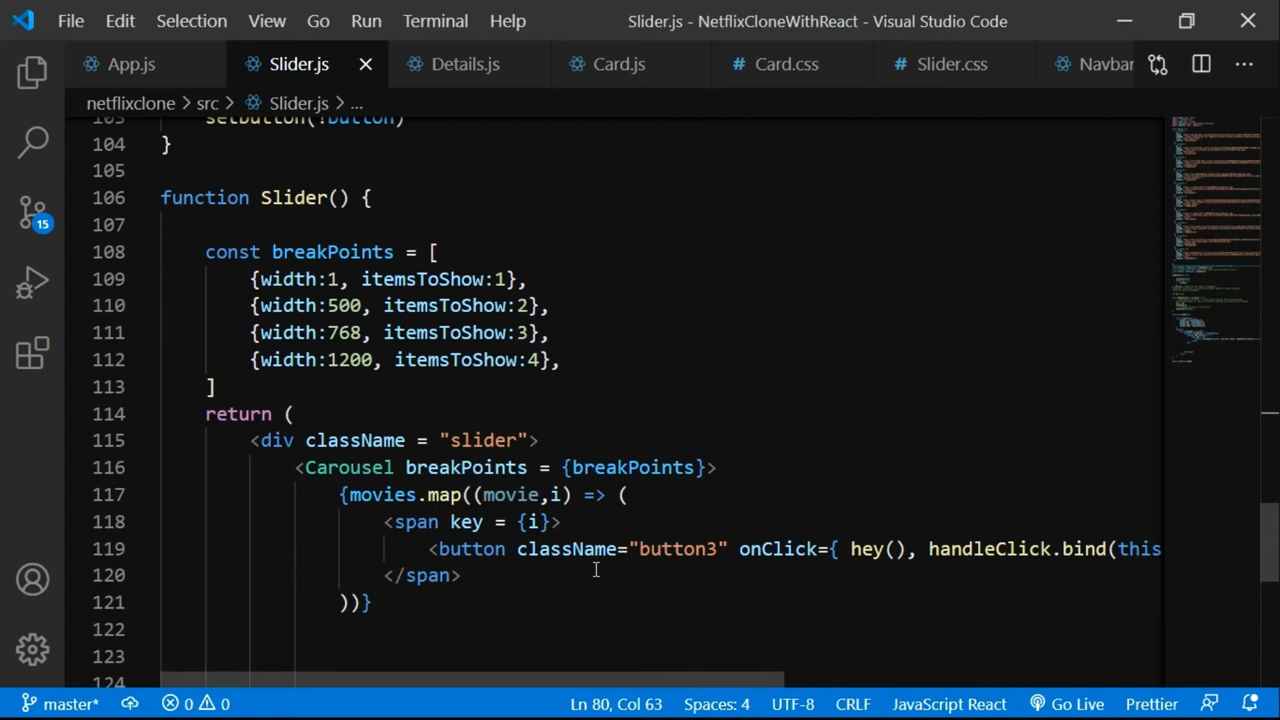 File Edit Selection View Go Run Terminal Help Slider.js - NetflixCloneWithReact - Visual Studio Code
App.js Slider.js Details.js Card.js Card.css Slider.css Navbar
netflixclone > src > Slider.js > ...
103 setbutton(!button)
104 }
105
106 function Slider() {
107
108 const breakPoints = [
109 {width:1, itemsToShow:1},
110 {width:500, itemsToShow:2},
111 {width:768, itemsToShow:3},
112 {width:1200, itemsToShow:4},
113 ]
114 return (
115 <div className = "slider">
116 <Carousel breakPoints = {breakPoints}>
117 {movies.map((movie,i) => (
118 <span key = {i}>
119 <button className="button3" onClick={ hey(), handleClick.bind(this
120 </span>
121 ))}
122
123
124
15
master* 0 0 Ln 80, Col 63 Spaces: 4 UTF-8 CRLF JavaScript React Go Live Prettier